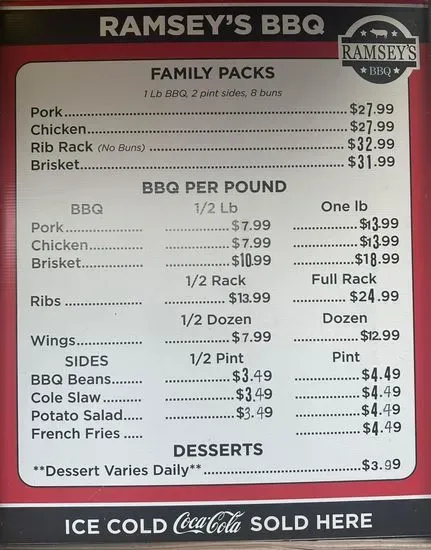 RAMSEY'S BBQ
RAMSEY'S
BBQ
FAMILY PACKS
1 Lb BBQ, 2 pint sides, 8 buns
Pork.......$27.99
Chicken.......$27.99
Rib Rack (No Buns) .......$32.99
Brisket.......$31.99
BBQ PER POUND
BBQ 1/2 Lb One lb
Pork.......$7.99 .......$13.99
Chicken.......$7.99 .......$13.99
Brisket.......$10.99 .......$18.99
1/2 Rack Full Rack
Ribs .......$13.99 .......$24.99
1/2 Dozen Dozen
Wings.......$7.99 .......$12.99
SIDES 1/2 Pint Pint
BBQ Beans.......$3.49 .......$4.49
Cole Slaw.......$3.49 .......$4.49
Potato Salad.....$3.49 .......$4.49
French Fries ..... .......$4.49
DESSERTS
**Dessert Varies Daily**.......$3.99
ICE COLD Coca-Cola SOLD HERE